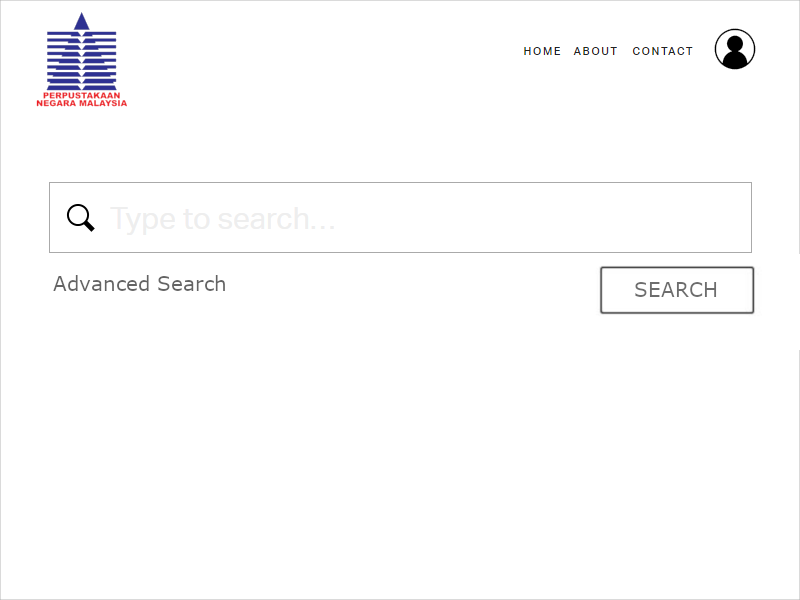 PERPUSTAKAAN
NEGARA MALAYSIA
HOME ABOUT CONTACT
Type to search...
Advanced Search
SEARCH